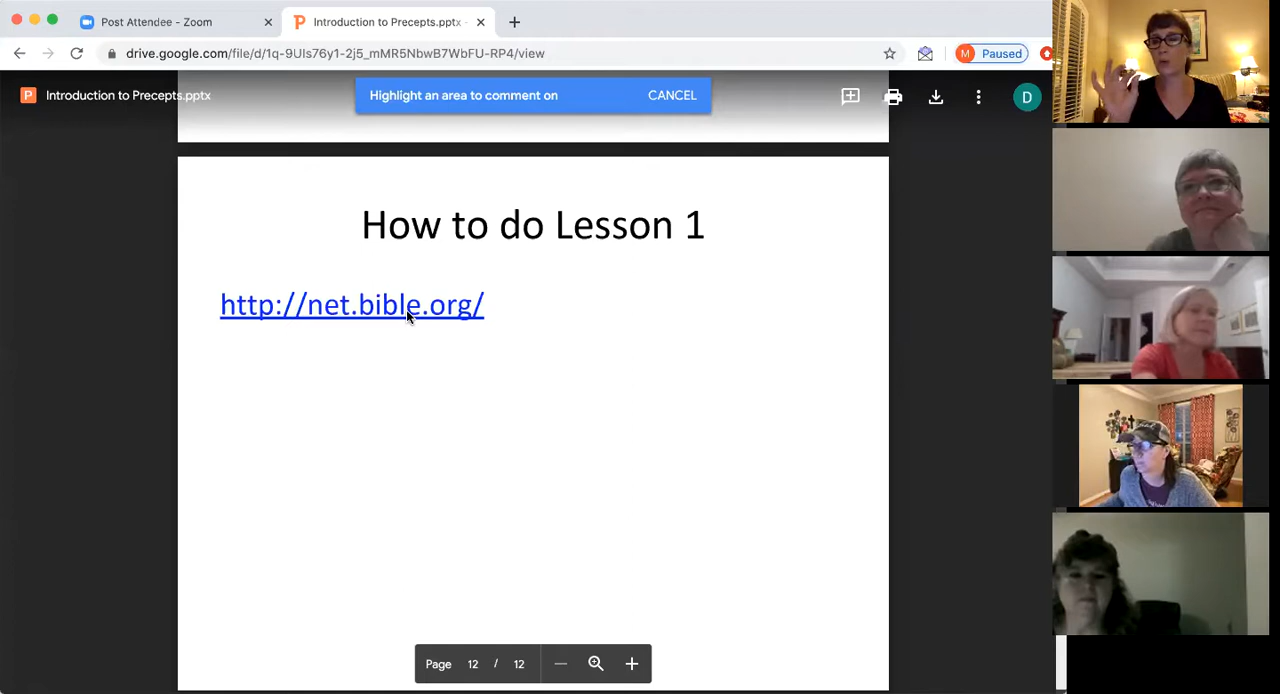 Post Attendee - Zoom
Introduction to Precepts.pptx -
drive.google.com/file/d/1q-9UIs76y1-2j5_mMR5NbwB7WbFU-RP4/view
M Paused
P Introduction to Precepts.pptx
Highlight an area to comment on CANCEL
D
How to do Lesson 1
http://net.bible.org/
Page 12 / 12